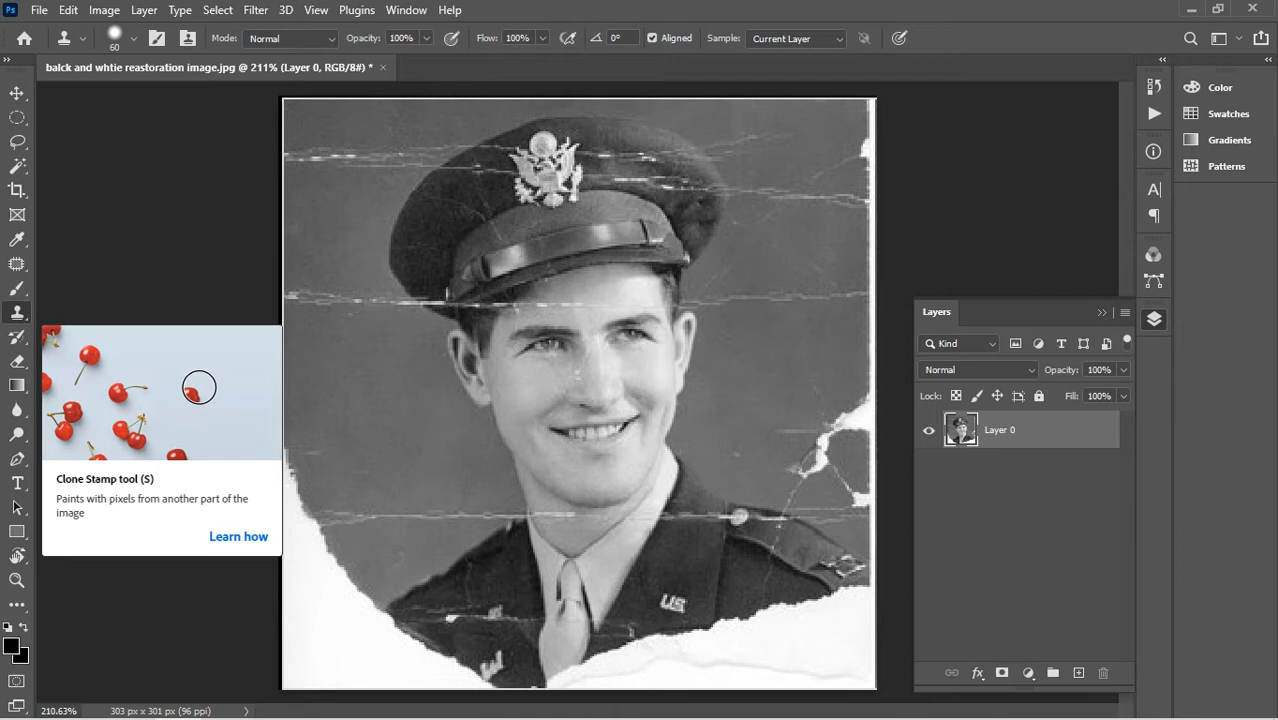 Ps File Edit Image Layer Type Select Filter 3D View Plugins Window Help
60 Mode: Normal Opacity: 100% Flow: 100% 0° Aligned Sample: Current Layer
balck and whtie reastoration image.jpg @ 211% (Layer 0, RGB/8#) *
Color
Swatches
Gradients
Patterns
Layers
Kind
Normal Opacity: 100%
Lock: Fill: 100%
Layer 0
fx
Clone Stamp tool (S)
Paints with pixels from another part of the
image
Learn how
U.S.
210.63% 303 px x 301 px (96 ppi)